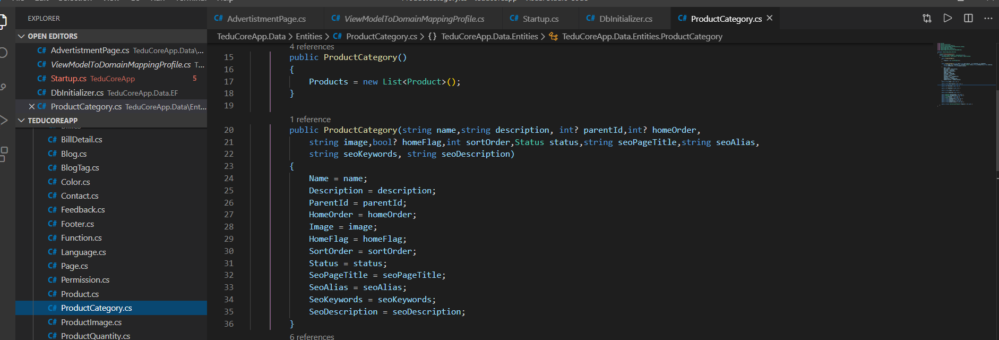 EXPLORER
OPEN EDITORS
C# AdvertistmentPage.cs TeduCoreApp.Data\...
C# ViewModelToDomainMappingProfile.cs T...
C# Startup.cs TeduCoreApp 5
C# DbInitializer.cs TeduCoreApp.Data.EF
C# ProductCategory.cs TeduCoreApp.Data\Ent...
TEDUCOREAPP
C# BillDetail.cs
C# Blog.cs
C# BlogTag.cs
C# Color.cs
C# Contact.cs
C# Feedback.cs
C# Footer.cs
C# Function.cs
C# Language.cs
C# Page.cs
C# Permission.cs
C# Product.cs
C# ProductCategory.cs
C# ProductImage.cs
C# ProductQuantity.cs
C# AdvertistmentPage.cs C# ViewModelToDomainMappingProfile.cs C# Startup.cs C# DbInitializer.cs C# ProductCategory.cs
TeduCoreApp.Data > Entities > C# ProductCategory.cs > {} TeduCoreApp.Data.Entities > TeduCoreApp.Data.Entities.ProductCategory
4 references
15 public ProductCategory()
16 {
17 Products = new List<Product>();
18 }
19
1 reference
20 public ProductCategory(string name,string description, int? parentId,int? homeOrder,
21 string image,bool? homeFlag,int sortOrder,Status status,string seoPageTitle,string seoAlias,
22 string seoKeywords, string seoDescription)
23 {
24 Name = name;
25 Description = description;
26 ParentId = parentId;
27 HomeOrder = homeOrder;
28 Image = image;
29 HomeFlag = homeFlag;
30 SortOrder = sortOrder;
31 Status = status;
32 SeoPageTitle = seoPageTitle;
33 SeoAlias = seoAlias;
34 SeoKeywords = seoKeywords;
35 SeoDescription = seoDescription;
36 }
6 references